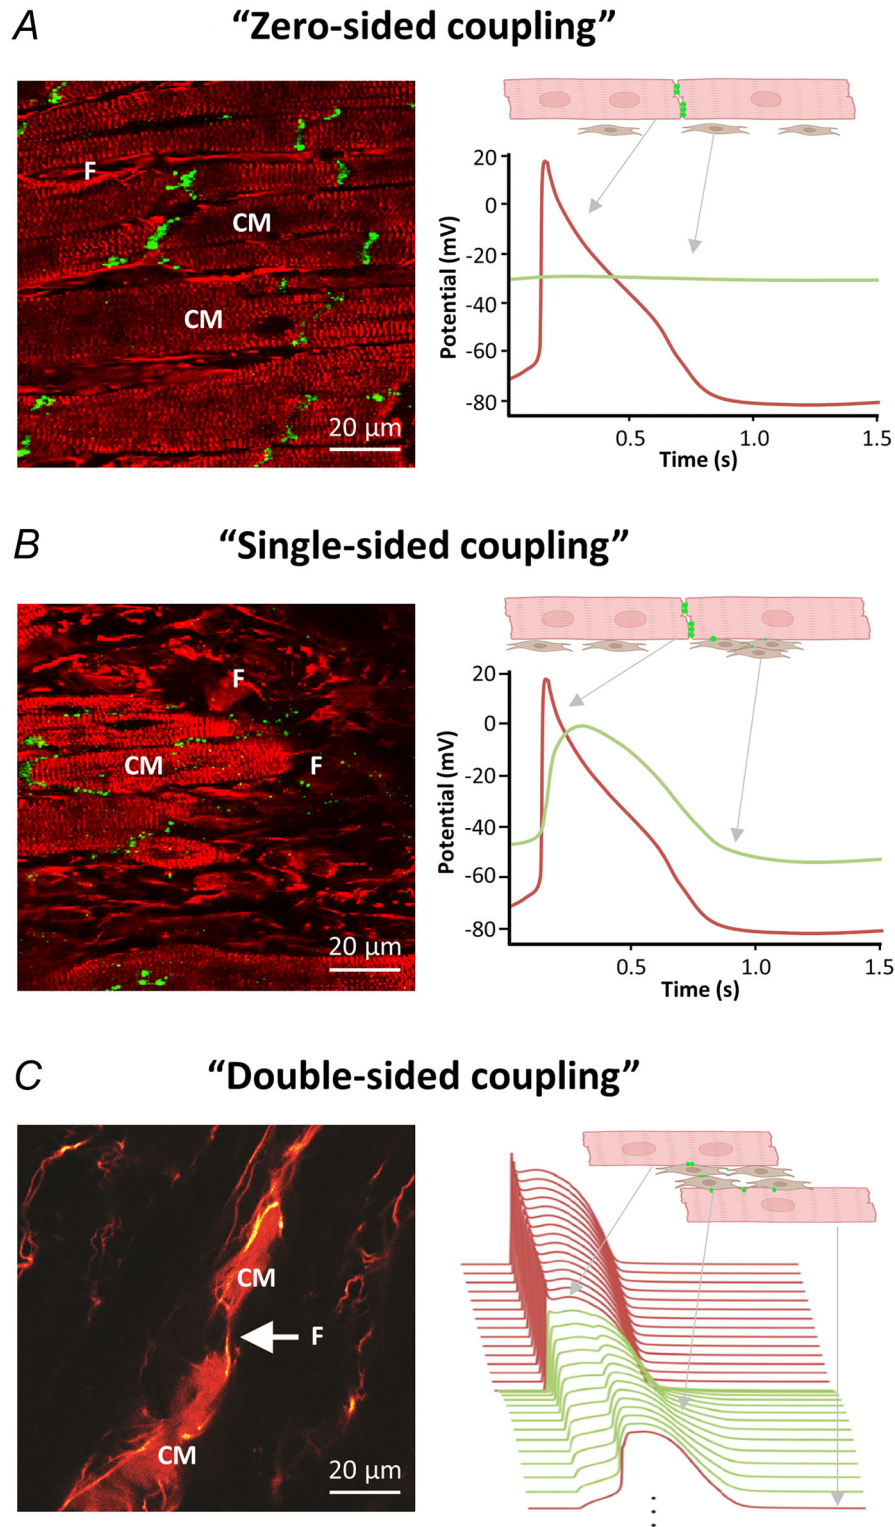 A “Zero-sided coupling”
F
CM
CM
20 µm
Potential (mV)
20
0
-20
-40
-60
-80
0.5 1.0 1.5
Time (s)
B “Single-sided coupling”
F
CM
F
20 µm
Potential (mV)
20
0
-20
-40
-60
-80
0.5 1.0 1.5
Time (s)
C “Double-sided coupling”
CM
F
CM
20 µm